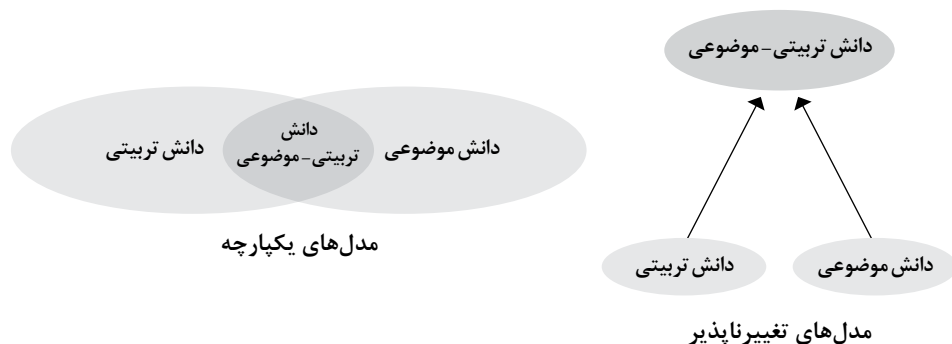 دانش تربیتی-موضوعی
دانش موضوعی
دانش تربیتی
مدل‌های تغییرناپذیر
دانش موضوعی
دانش
تربیتی-موضوعی
دانش تربیتی
مدل‌های یکپارچه